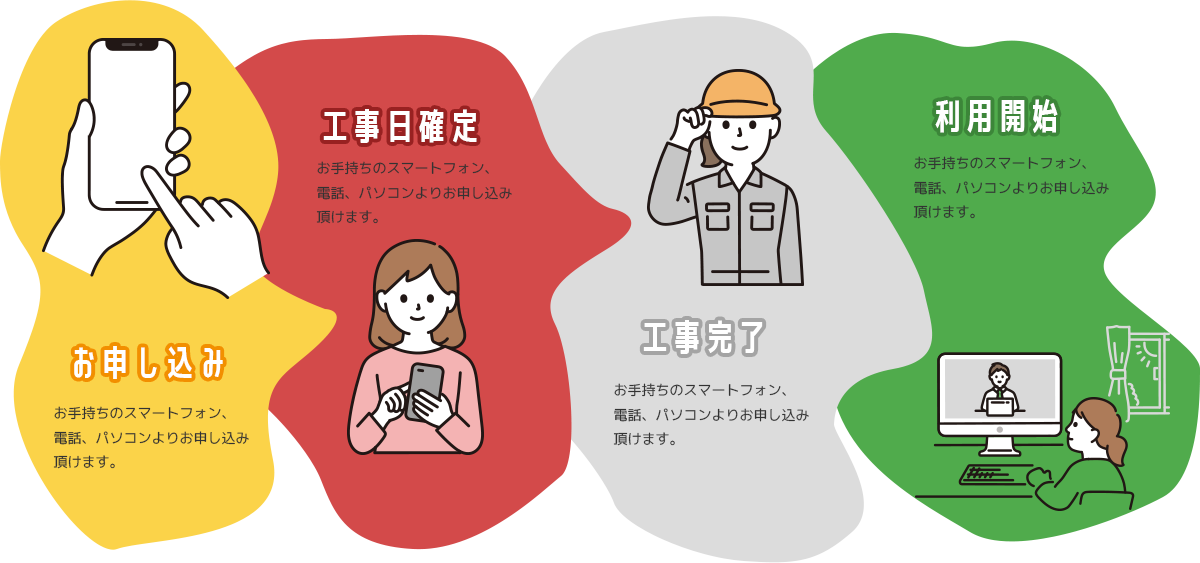 お申し込み
お手持ちのスマートフォン、
電話、パソコンよりお申し込み
頂けます。
工事日確定
お手持ちのスマートフォン、
電話、パソコンよりお申し込み
頂けます。
工事完了
お手持ちのスマートフォン、
電話、パソコンよりお申し込み
頂けます。
利用開始
お手持ちのスマートフォン、
電話、パソコンよりお申し込み
頂けます。